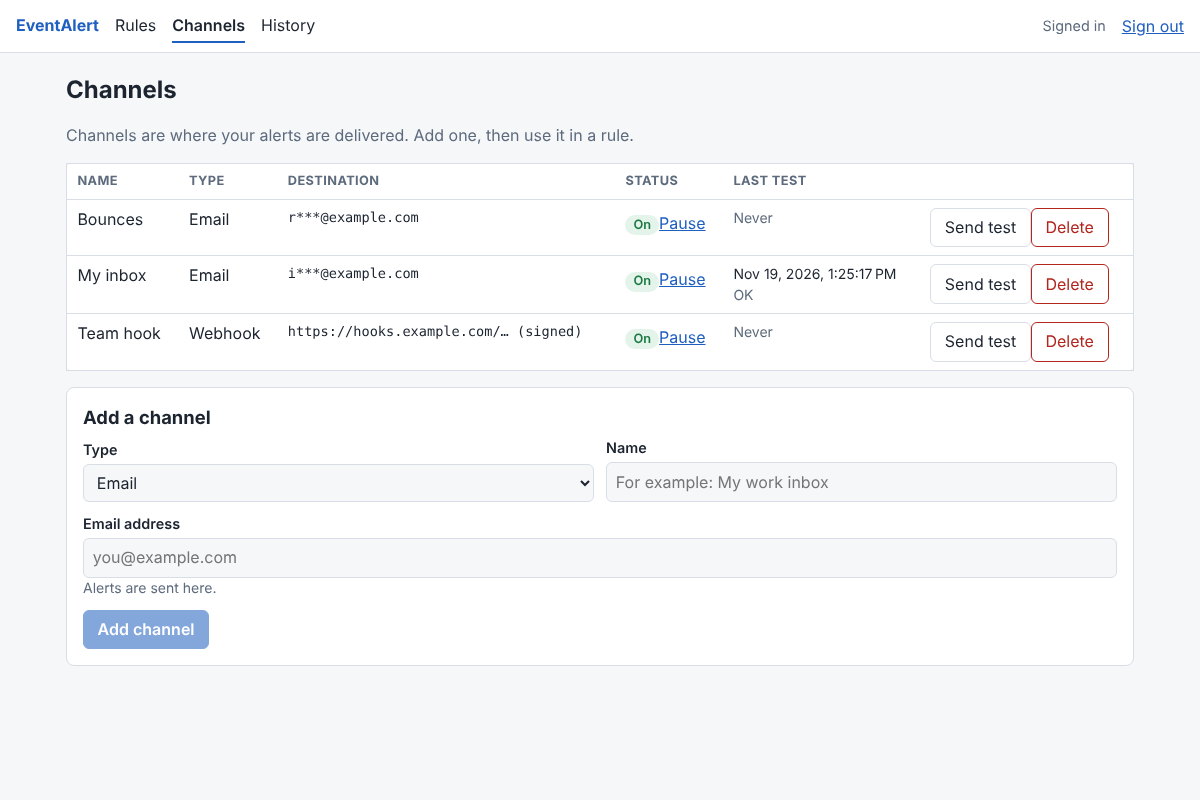 EventAlert Rules Channels History Signed in Sign out
Channels
Channels are where your alerts are delivered. Add one, then use it in a rule.
NAME TYPE DESTINATION STATUS LAST TEST
Bounces Email r***@example.com On Pause Never Send test Delete
My inbox Email i***@example.com On Pause Nov 19, 2026, 1:25:17 PM Send test Delete
OK
Team hook Webhook https://hooks.example.com/… (signed) On Pause Never Send test Delete
Add a channel
Type Name
Email For example: My work inbox
Email address
you@example.com
Alerts are sent here.
Add channel